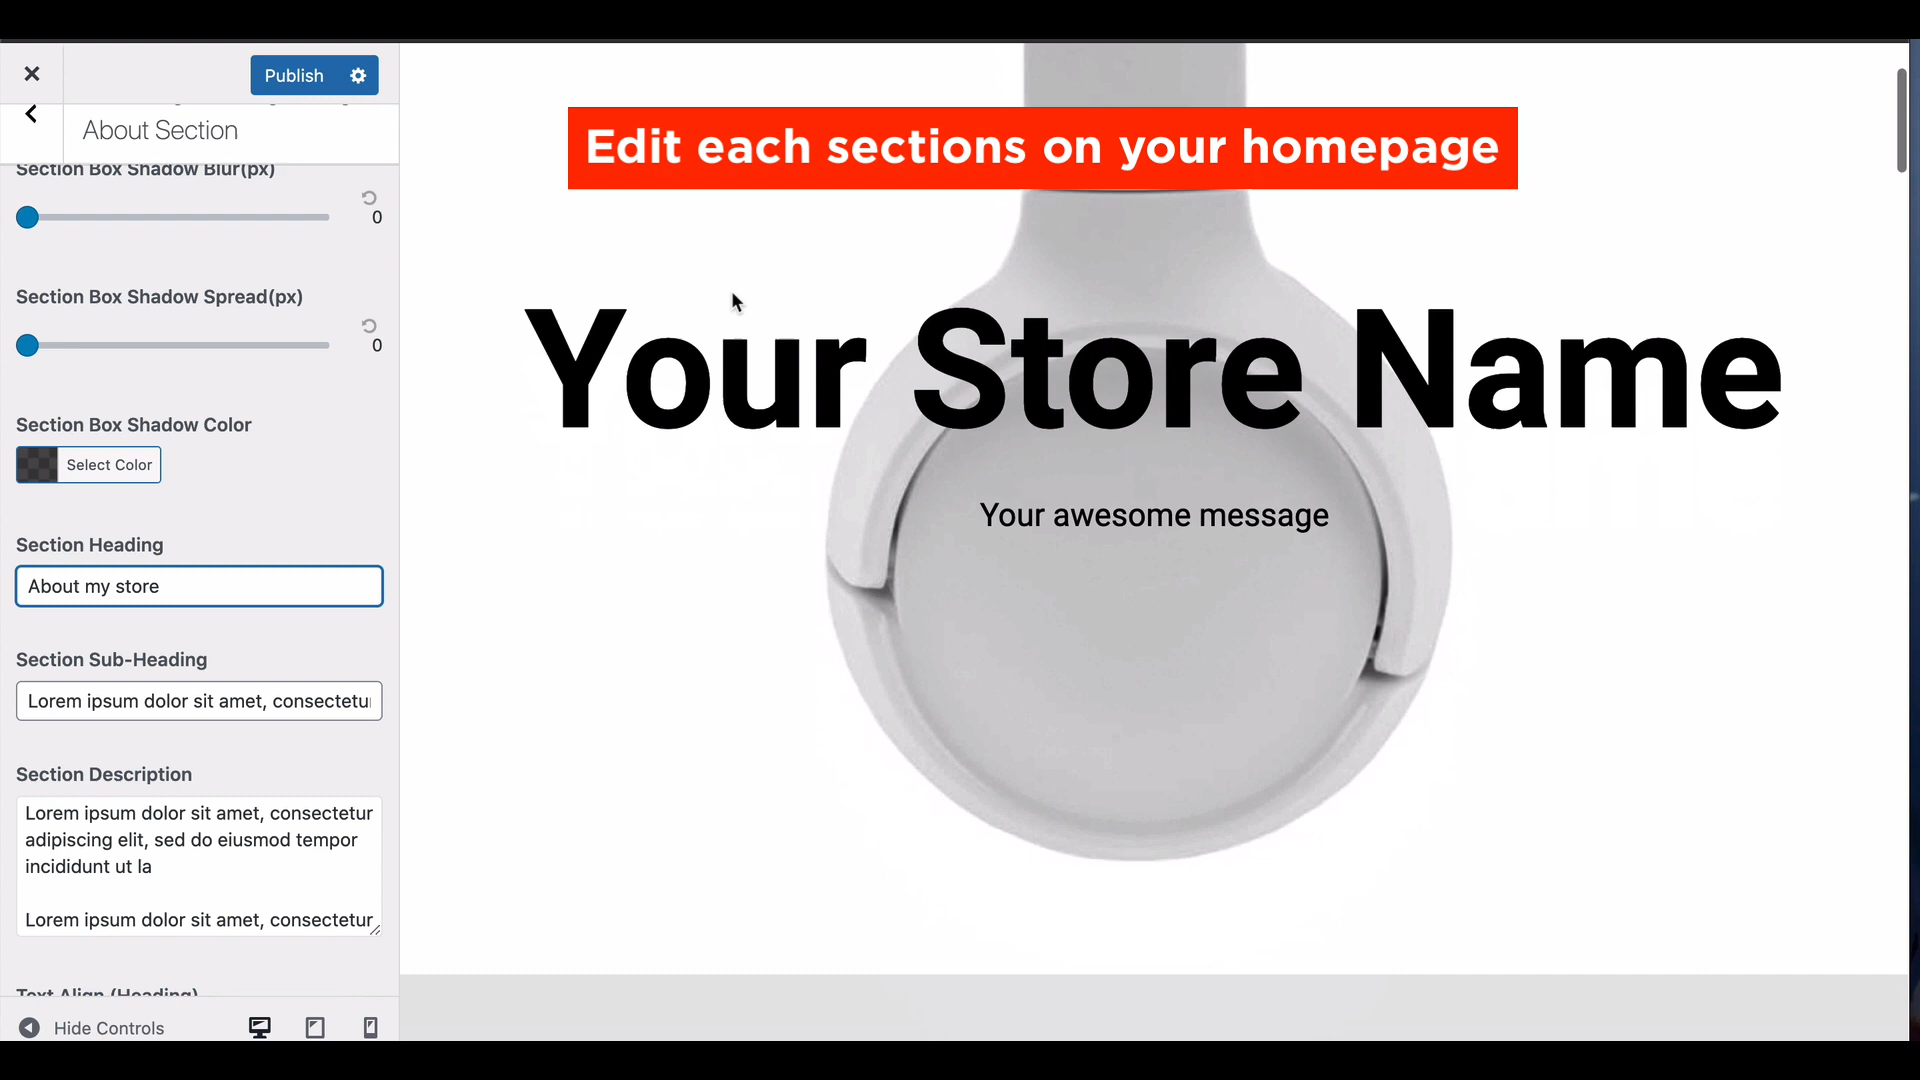 Publish
About Section
Section Box Shadow Blur(px)
0
Section Box Shadow Spread(px)
0
Section Box Shadow Color
Select Color
Section Heading
About my store
Section Sub-Heading
Lorem ipsum dolor sit amet, consectetu
Section Description
Lorem ipsum dolor sit amet, consectetur
adipiscing elit, sed do eiusmod tempor
incididunt ut la
Lorem ipsum dolor sit amet, consectetur
Text Align (Heading)
Hide Controls
Edit each sections on your homepage
Your Store Name
Your awesome message